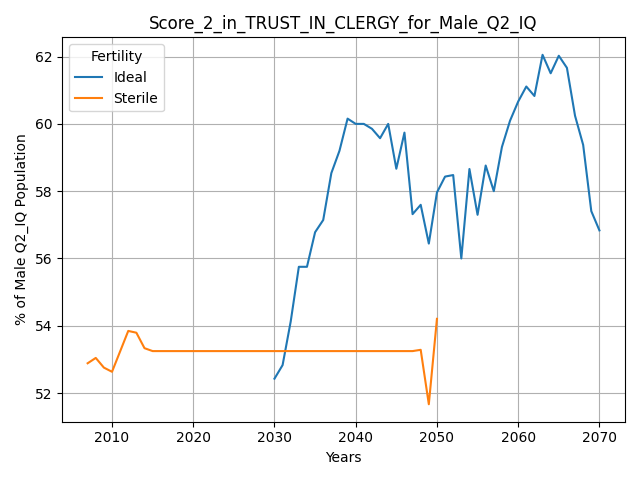 Score_2_in_TRUST_IN_CLERGY_for_Male_Q2_IQ
Fertility
Ideal
Sterile
% of Male Q2_IQ Population
62
60
58
56
54
52
2010
2020
2030
2040
2050
2060
2070
Years